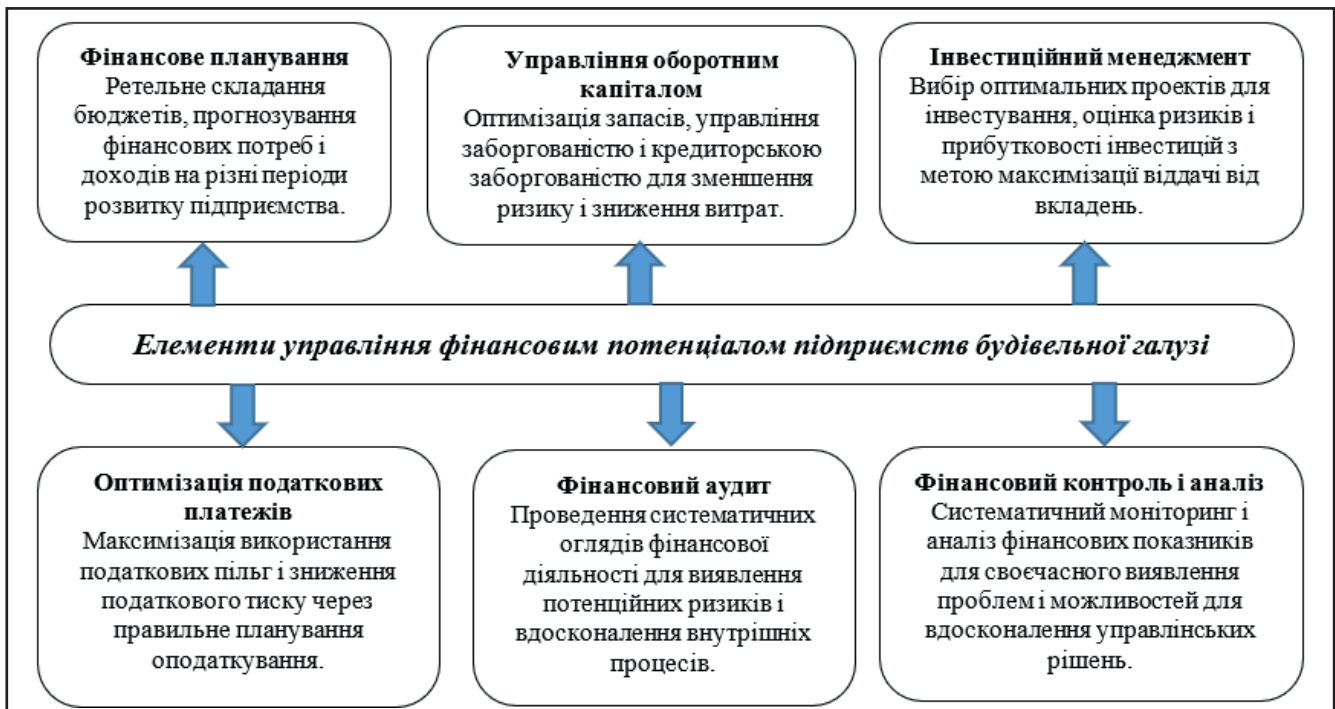 Фінансове планування
Ретельне складання
бюджетів, прогнозування
фінансових потреб і
доходів на різні періоди
розвитку підприємства.
Управління оборотним
капіталом
Оптимізація запасів, управління
заборгованістю і кредиторською
заборгованістю для зменшення
ризику і зниження витрат.
Інвестиційний менеджмент
Вибір оптимальних проектів для
інвестування, оцінка ризиків і
прибутковості інвестицій з
метою максимізації віддачі від
вкладень.
Елементи управління фінансовим потенціалом підприємств будівельної галузі
Оптимізація податкових
платежів
Максимізація використання
податкових пільг і зниження
податкового тиску через
правильне планування
оподаткування.
Фінансовий аудит
Проведення систематичних
оглядів фінансової
діяльності для виявлення
потенційних ризиків і
вдосконалення внутрішніх
процесів.
Фінансовий контроль і аналіз
Систематичний моніторинг і
аналіз фінансових показників
для своєчасного виявлення
проблем і можливостей для
вдосконалення управлінських
рішень.